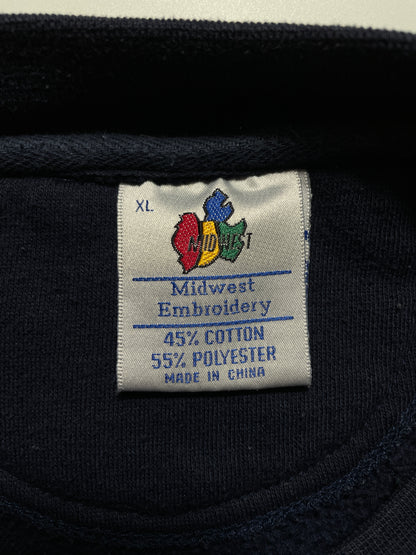 XL
MIDWEST
Midwest
Embroidery
45% COTTON
55% POLYESTER
MADE IN CHINA